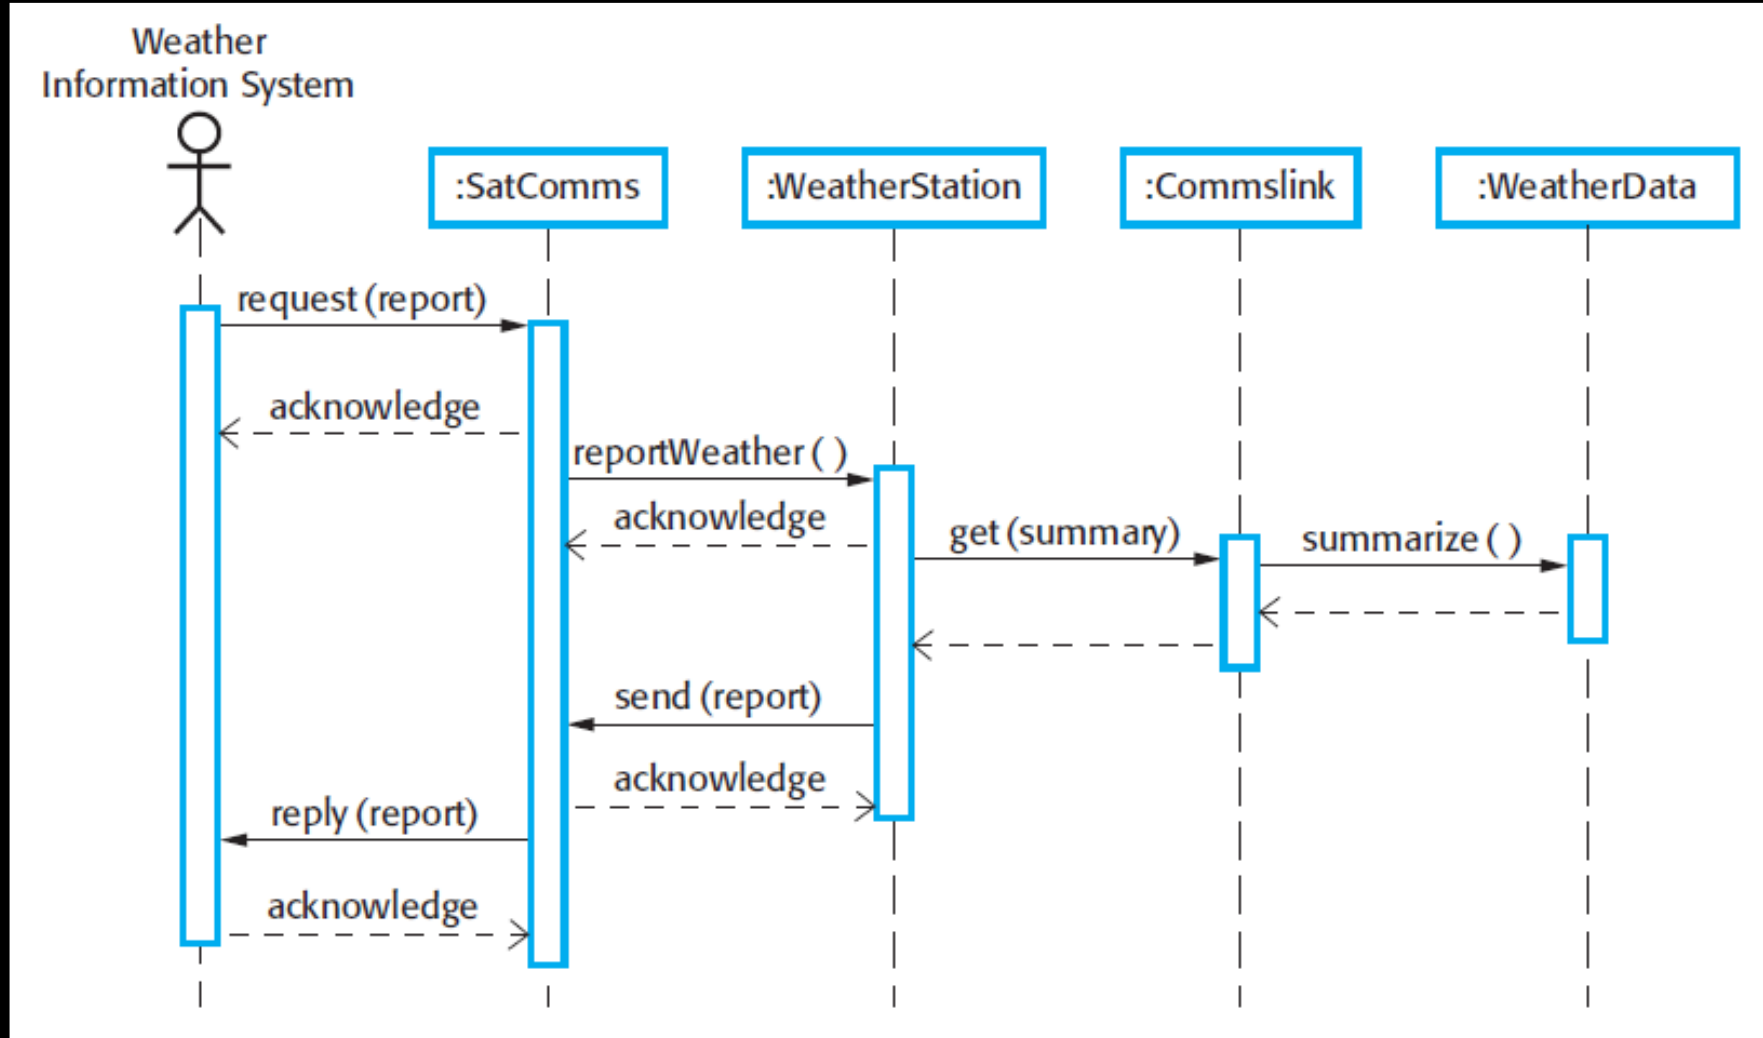 Weather
Information System
:SatComms
:WeatherStation
:Commslink
:WeatherData
request (report)
acknowledge
reportWeather ( )
acknowledge
get (summary)
summarize ( )
send (report)
acknowledge
reply (report)
acknowledge